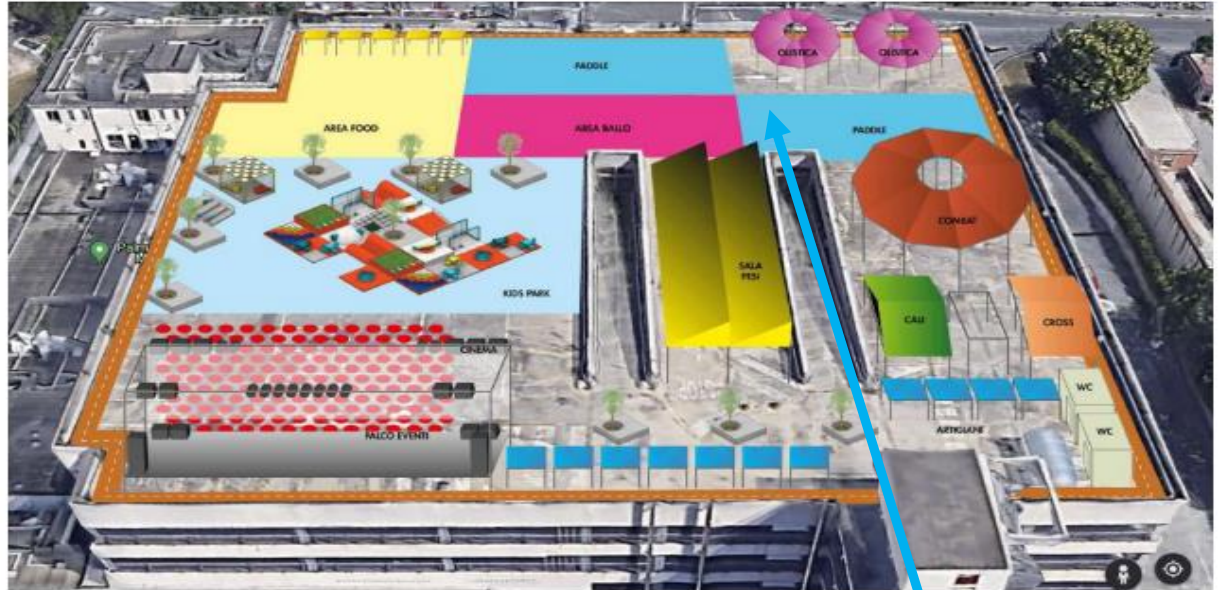 OLISTICA
OLISTICA
PADDLE
AREA FOOD
AREA BALLO
PADDLE
COMBAT
SALA
PESI
KIDS PARK
CALI
CROSS
CINEMA
WC
PALCO EVENTI
ARTIGIANI
WC